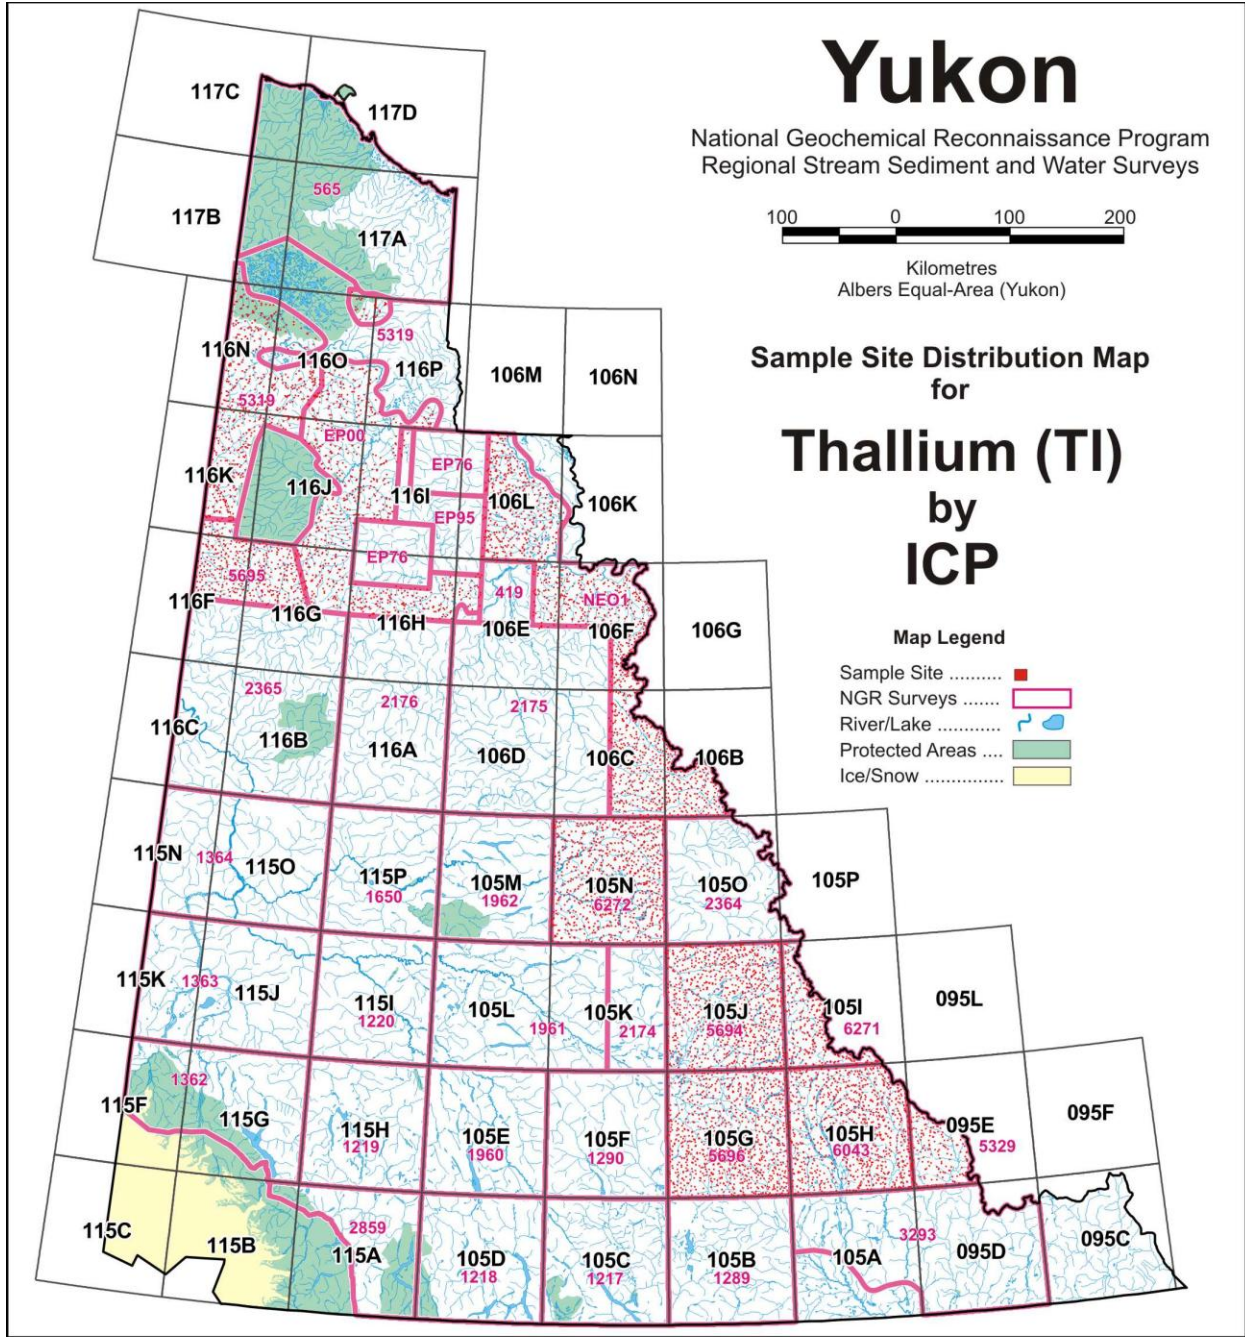 Yukon
National Geochemical Reconnaissance Program
Regional Stream Sediment and Water Surveys
100 0 100 200
Kilometres
Albers Equal-Area (Yukon)
Sample Site Distribution Map
for
Thallium (Tl)
by
ICP
Map Legend
Sample Site ..........
NGR Surveys .......
River/Lake ............
Protected Areas ....
Ice/Snow ...............
117C
117D
565
117B
117A
5319
116N
116O
116P
106M
106N
5319
EP00
EP76
116K
116J
116I
106L
106K
EP95
EP76
5695
419
NEO1
116F
116G
116H
106E
106F
106G
2365
2176
2175
116C
116B
116A
106D
106C
106B
115N
1364
115O
115P
1650
105M
1962
105N
6272
105O
2364
105P
115K
1363
115J
115I
1220
105L
1961
105K
2174
105J
5694
105I
6271
095L
1362
115F
115G
115H
1219
105E
1960
105F
1290
105G
5696
105H
6043
095E
5329
095F
115C
115B
2859
115A
105D
1218
105C
1217
105B
1289
105A
3293
095D
095C